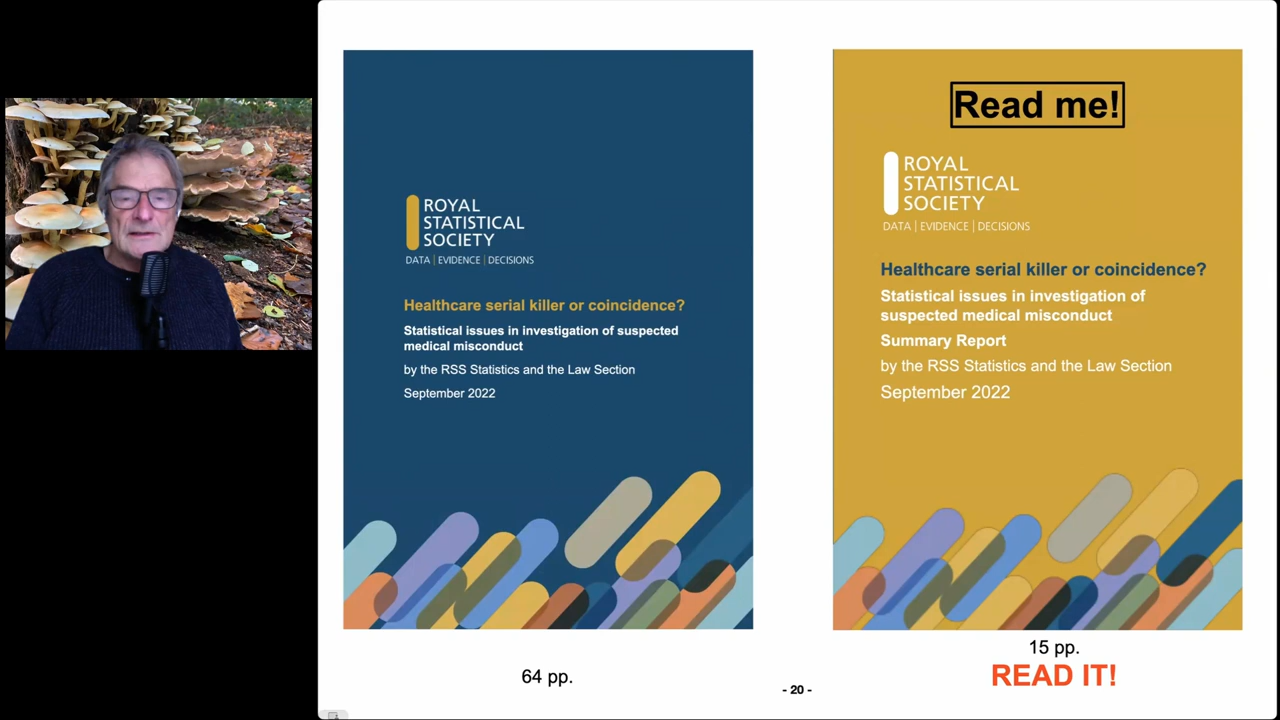 ROYAL
STATISTICAL
SOCIETY
DATA | EVIDENCE | DECISIONS
Healthcare serial killer or coincidence?
Statistical issues in investigation of suspected
medical misconduct
by the RSS Statistics and the Law Section
September 2022
64 pp.
Read me!
ROYAL
STATISTICAL
SOCIETY
DATA | EVIDENCE | DECISIONS
Healthcare serial killer or coincidence?
Statistical issues in investigation of
suspected medical misconduct
Summary Report
by the RSS Statistics and the Law Section
September 2022
15 pp.
READ IT!
- 20 -